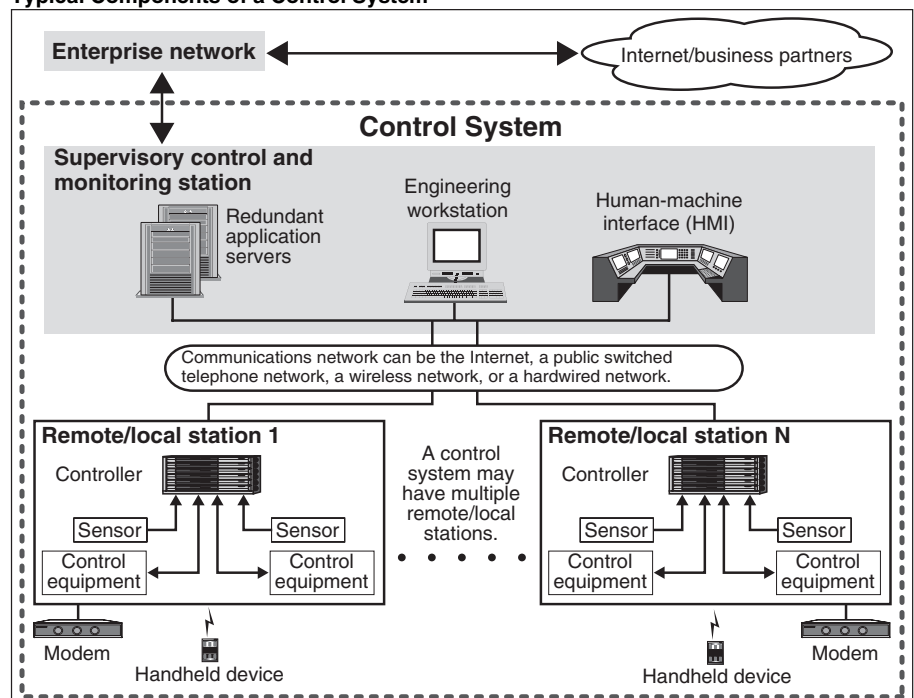 Typical Components of a Control System
Enterprise network
Internet/business partners
Control System
Supervisory control and
monitoring station
Redundant
application
servers
Engineering
workstation
Human-machine
interface (HMI)
Communications network can be the Internet, a public switched
telephone network, a wireless network, or a hardwired network.
Remote/local station 1
Controller
Sensor
Sensor
Control
equipment
Control
equipment
Modem
Handheld device
A control
system may
have multiple
remote/local
stations.
Remote/local station N
Controller
Sensor
Sensor
Control
equipment
Control
equipment
Handheld device
Modem